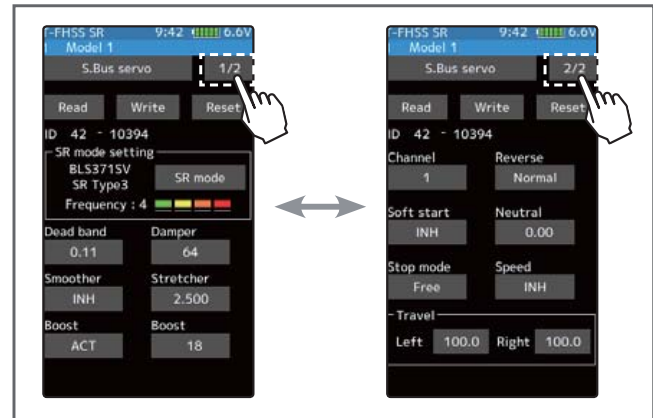 T-FHSS SR 9:42 6.6V
Model 1
S.Bus servo 1/2
Read Write Reset
ID 42 - 10394
SR mode setting
BLS371SV
SR Type3
SR mode
Frequency : 4
Dead band Damper
0.11 64
Smoother Stretcher
INH 2.500
Boost Boost
ACT 18
-FHSS SR 9:42 6.6V
Model 1
S.Bus servo 2/2
Read Write Reset
ID 42 - 10394
Channel Reverse
1 Normal
Soft start Neutral
INH 0.00
Stop mode Speed
Free INH
Travel
Left 100.0 Right 100.0